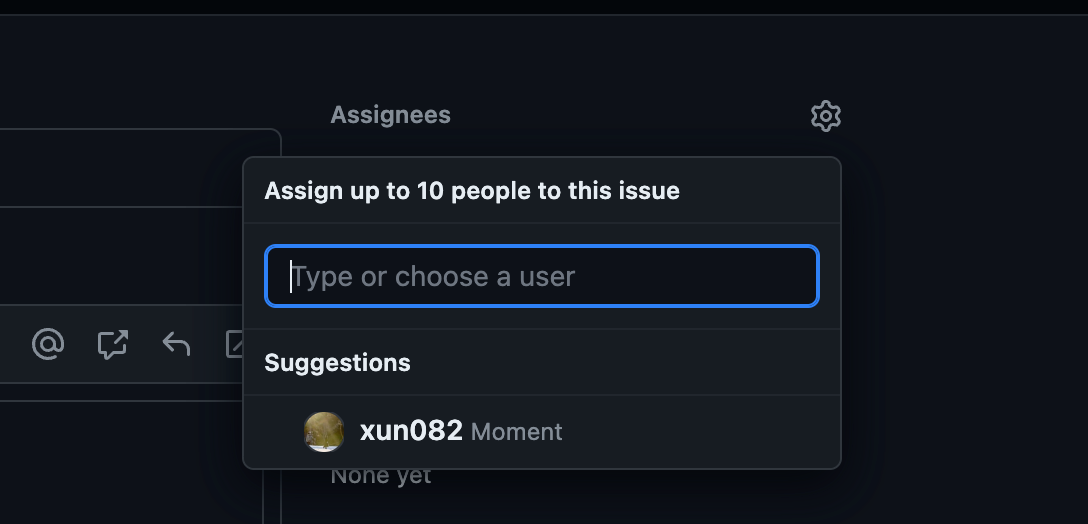 Assignees
Assign up to 10 people to this issue
Type or choose a user
Suggestions
xun082 Moment
None yet